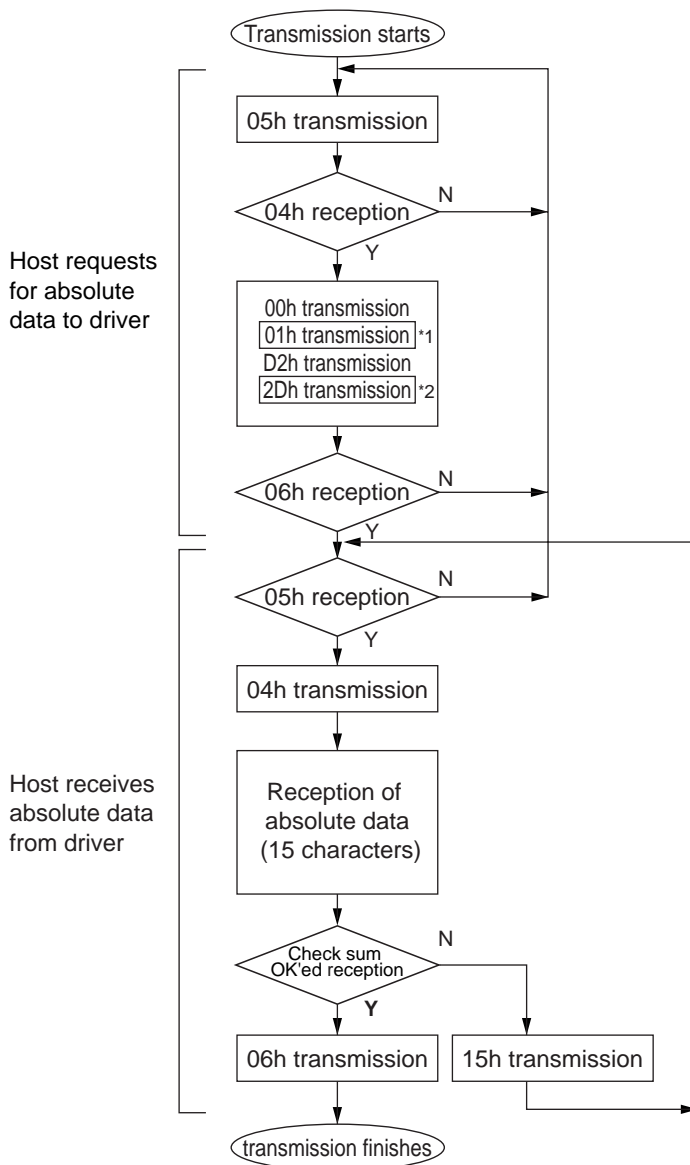 Transmission starts
05h transmission
N
04h reception
Y
Host requests
for absolute
data to driver
00h transmission
01h transmission *1
D2h transmission
2Dh transmission *2
N
06h reception
Y
N
05h reception
Y
04h transmission
Host receives
absolute data
from driver
Reception of
absolute data
(15 characters)
N
Check sum
OK'ed reception
Y
06h transmission
15h transmission
transmission finishes